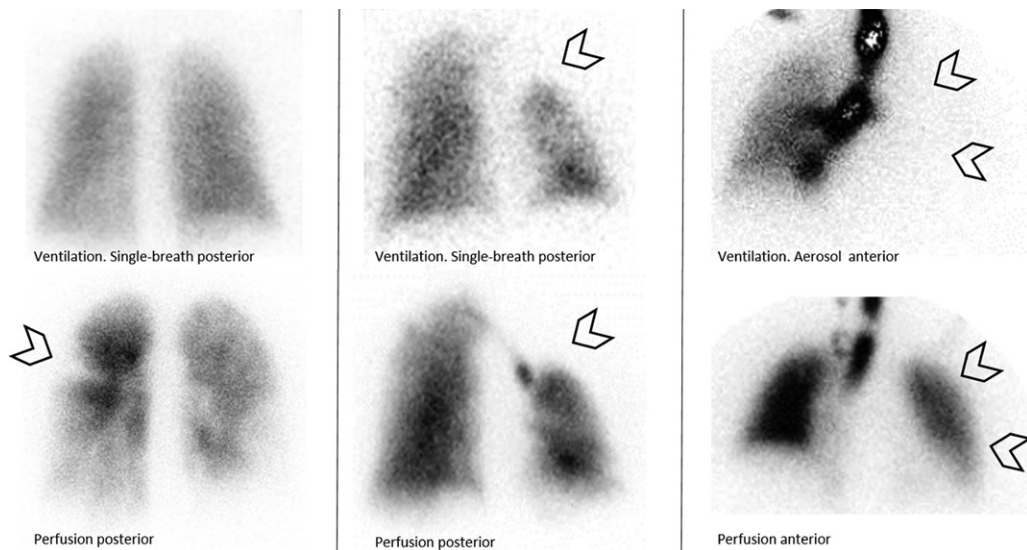 Ventilation. Single-breath posterior
Ventilation. Single-breath posterior
Ventilation. Aerosol anterior
Perfusion posterior
Perfusion posterior
Perfusion anterior